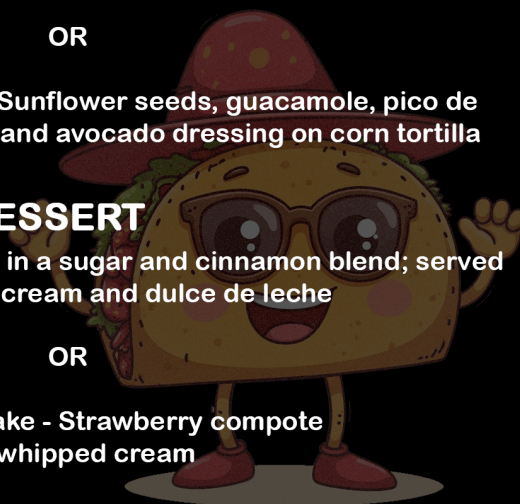 OR
Sunflower seeds, guacamole, pico de
and avocado dressing on corn tortilla
ESSERT
in a sugar and cinnamon blend; served
cream and dulce de leche
OR
ake - Strawberry compote
whipped cream